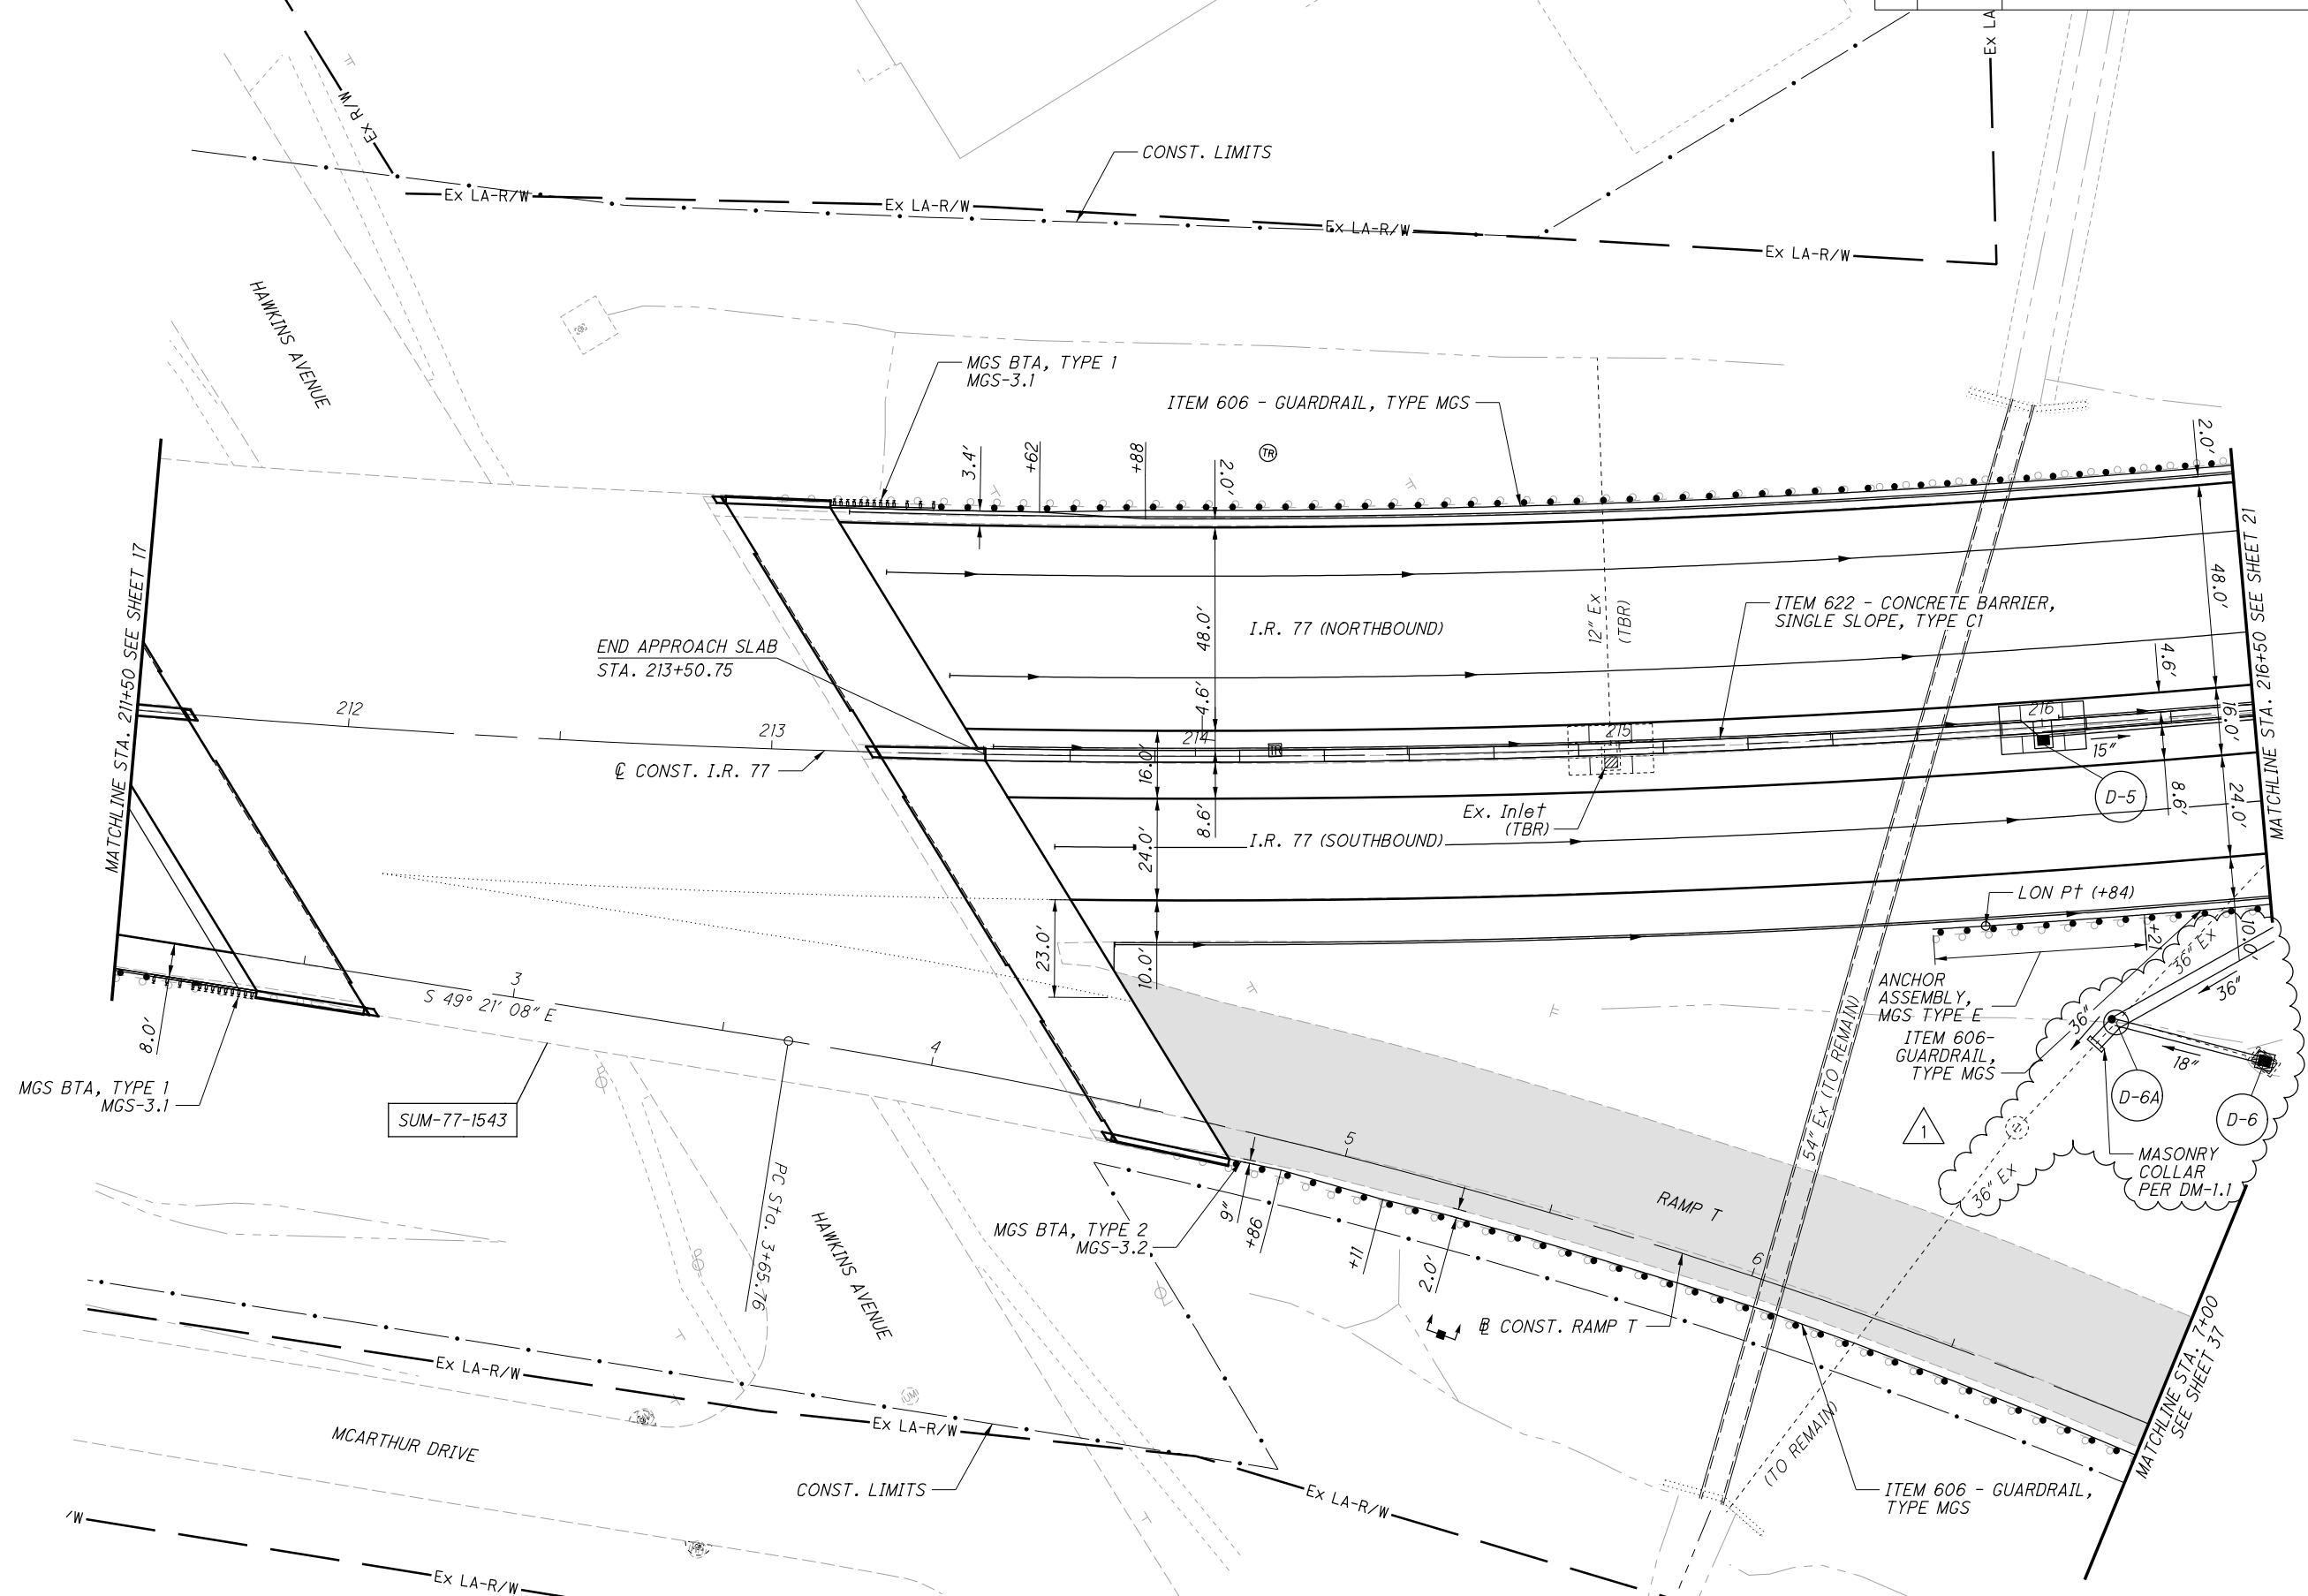 Ex LA
Ex R/W
CONST. LIMITS
Ex LA-R/W
Ex LA-R/W
Ex LA-R/W
Ex LA-R/W
HAWKINS AVENUE
MGS BTA, TYPE 1
MGS-3.1
ITEM 606 - GUARDRAIL, TYPE MGS
3.4'
+62
+88
2.0'
TR
2.0'
MATCHLINE STA. 211+50 SEE SHEET 17
MATCHLINE STA. 216+50 SEE SHEET 21
48.0'
48.0'
I.R. 77 (NORTHBOUND)
12" Ex
(TBR)
ITEM 622 - CONCRETE BARRIER,
SINGLE SLOPE, TYPE C1
END APPROACH SLAB
STA. 213+50.75
4.6'
4.6'
212
213
214
TR
215
216
16.0'
16.0'
15"
℄ CONST. I.R. 77
D-5
8.6'
8.6'
24.0'
24.0'
Ex. Inlet
(TBR)
I.R. 77 (SOUTHBOUND)
LON Pt (+84)
23.0'
10.0'
10.0'
+21
36" Ex
ANCHOR
ASSEMBLY,
MGS TYPE E
36"
36"
ITEM 606-
GUARDRAIL,
TYPE MGS
18"
D-6A
D-6
1
MASONRY
COLLAR
PER DM-1.1
36" Ex
54" Ex (TO REMAIN)
3
S 49° 21' 08" E
4
5
6
8.0'
MGS BTA, TYPE 1
MGS-3.1
SUM-77-1543
PC Sta. 3+65.76
HAWKINS AVENUE
MGS BTA, TYPE 2
MGS-3.2
9"
+86
+11
2.0'
RAMP T
CONST. RAMP T
MATCHLINE STA. 7+00
SEE SHEET 37
(TO REMAIN)
ITEM 606 - GUARDRAIL,
TYPE MGS
Ex LA-R/W
Ex LA-R/W
MCARTHUR DRIVE
CONST. LIMITS
Ex LA-R/W
/W
Ex LA-R/W